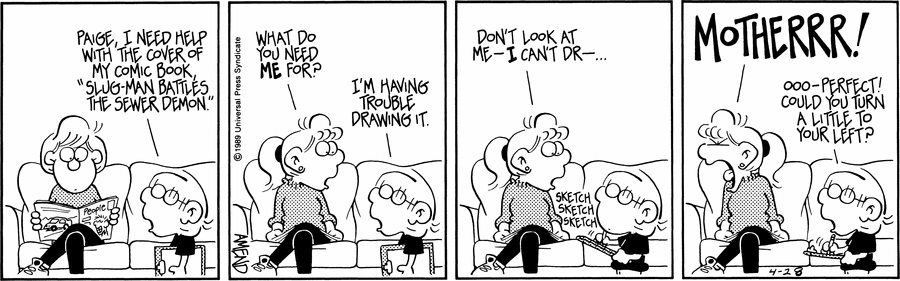 PAIGE, I NEED HELP
WITH THE COVER OF
MY COMIC BOOK,
"SLUG-MAN BATTLES
THE SEWER DEMON."
People
WHAT DO
YOU NEED
ME FOR?
I'M HAVING
TROUBLE
DRAWING IT.
©1989 Universal Press Syndicate
AMEND
DON'T LOOK AT
ME—I CAN'T DR—...
SKETCH
SKETCH
SKETCH
MOTHERRR!
OOO-PERFECT!
COULD YOU TURN
A LITTLE TO
YOUR LEFT?
4-28